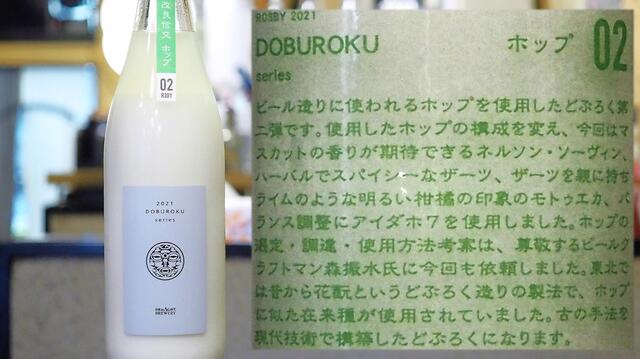 改良信交 ホップ
02
R3BY
2021
DOBUROKU
series
DROUGHT
BREWERY
ROSBY 2021
DOBUROKU
series
ホップ 02
ビール造りに使われるホップを使用したどぶろく第
二弾です。使用したホップの構成を変え、今回はマ
スカットの香りが期待できるネルソン・ソーヴィン、
ハーバルでスパイシーなザーツ、ザーツを親に持ち
ライムのような明るい柑橘の印象のモトゥエカ、バ
ランス調整にアイダホ7を使用しました。ホップの
選定・調達・使用方法考案は、尊敬するビールク
ラフトマン森撮水氏に今回も依頼しました。東北で
は昔から花酛というどぶろく造りの製法で、ホップ
に似た在来種が使用されていました。古の手法を
現代技術で構築したどぶろくになります。